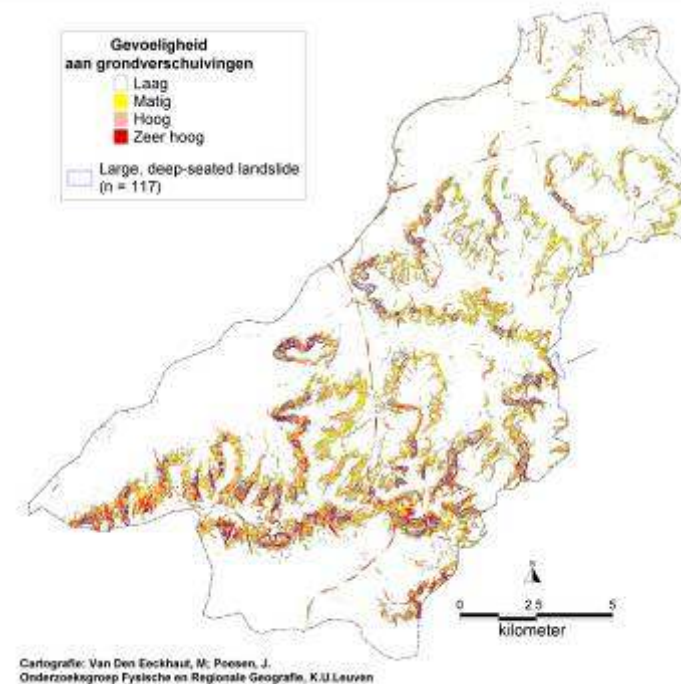 Gevoeligheid
aan grondverschuivingen
Laag
Matig
Hoog
Zeer hoog
Large, deep-seated landslide
(n = 117)
N
0 2.5 5
kilometer
Cartografie: Van Den Eeckhaut, M; Poesen, J.
Onderzoeksgroep Fysische en Regionale Geografie, K.U.Leuven